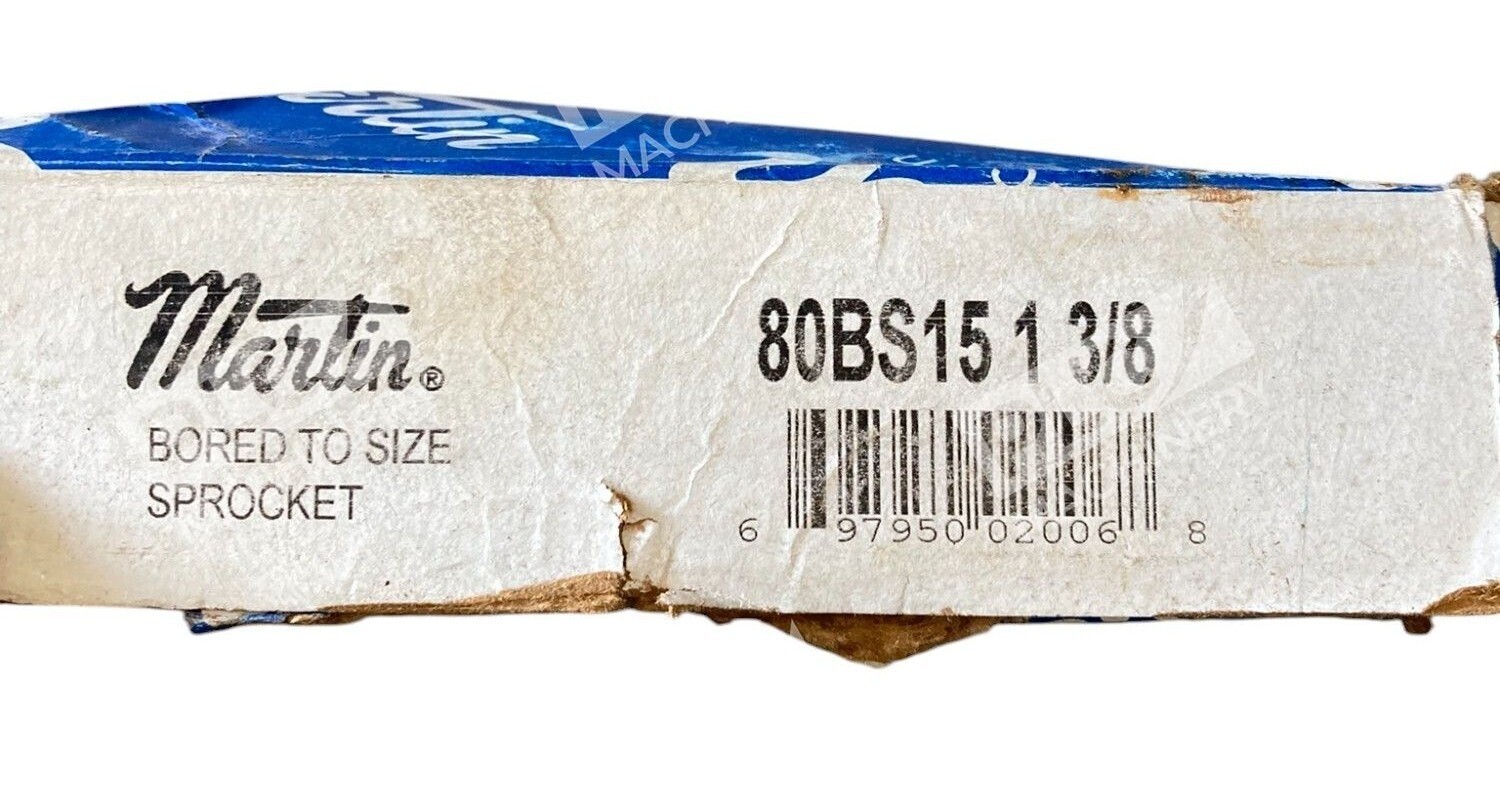 Martin®
BORED TO SIZE
SPROCKET
80BS15 1 3/8
6 97950 02006 8